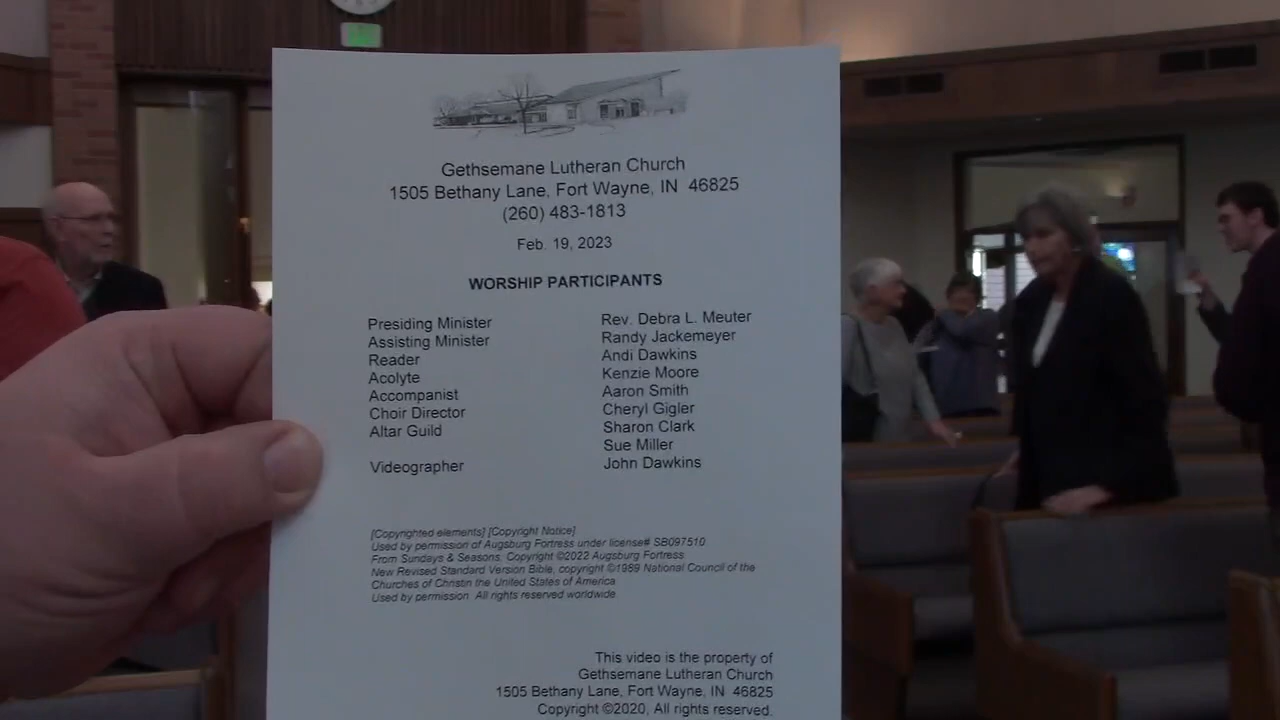 Gethsemane Lutheran Church
1505 Bethany Lane, Fort Wayne, IN 46825
(260) 483-1813
Feb. 19, 2023
WORSHIP PARTICIPANTS
Presiding Minister Rev. Debra L. Meuter
Assisting Minister Randy Jackemeyer
Reader Andi Dawkins
Acolyte Kenzie Moore
Accompanist Aaron Smith
Choir Director Cheryl Gigler
Altar Guild Sharon Clark
Sue Miller
Videographer John Dawkins
[Copyrighted elements] [Copyright Notice]
Used by permission of Augsburg Fortress under license# SB097510
From Sundays & Seasons. Copyright ©2022 Augsburg Fortress
New Revised Standard Version Bible, copyright ©1989 National Council of the
Churches of Christin the United States of America
Used by permission. All rights reserved worldwide.
This video is the property of
Gethsemane Lutheran Church
1505 Bethany Lane, Fort Wayne, IN 46825
Copyright ©2020, All rights reserved.